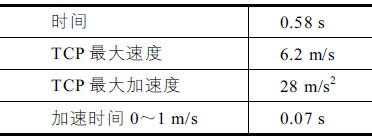 时间 0.58 s
TCP 最大速度 6.2 m/s
TCP 最大加速度 28 m/s²
加速时间 0～1 m/s 0.07 s